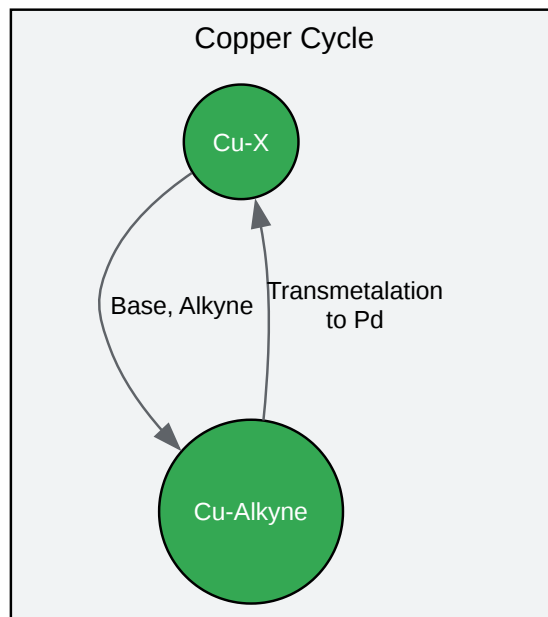 Copper Cycle
Cu-X
Base, Alkyne
Transmetalation
to Pd
Cu-Alkyne